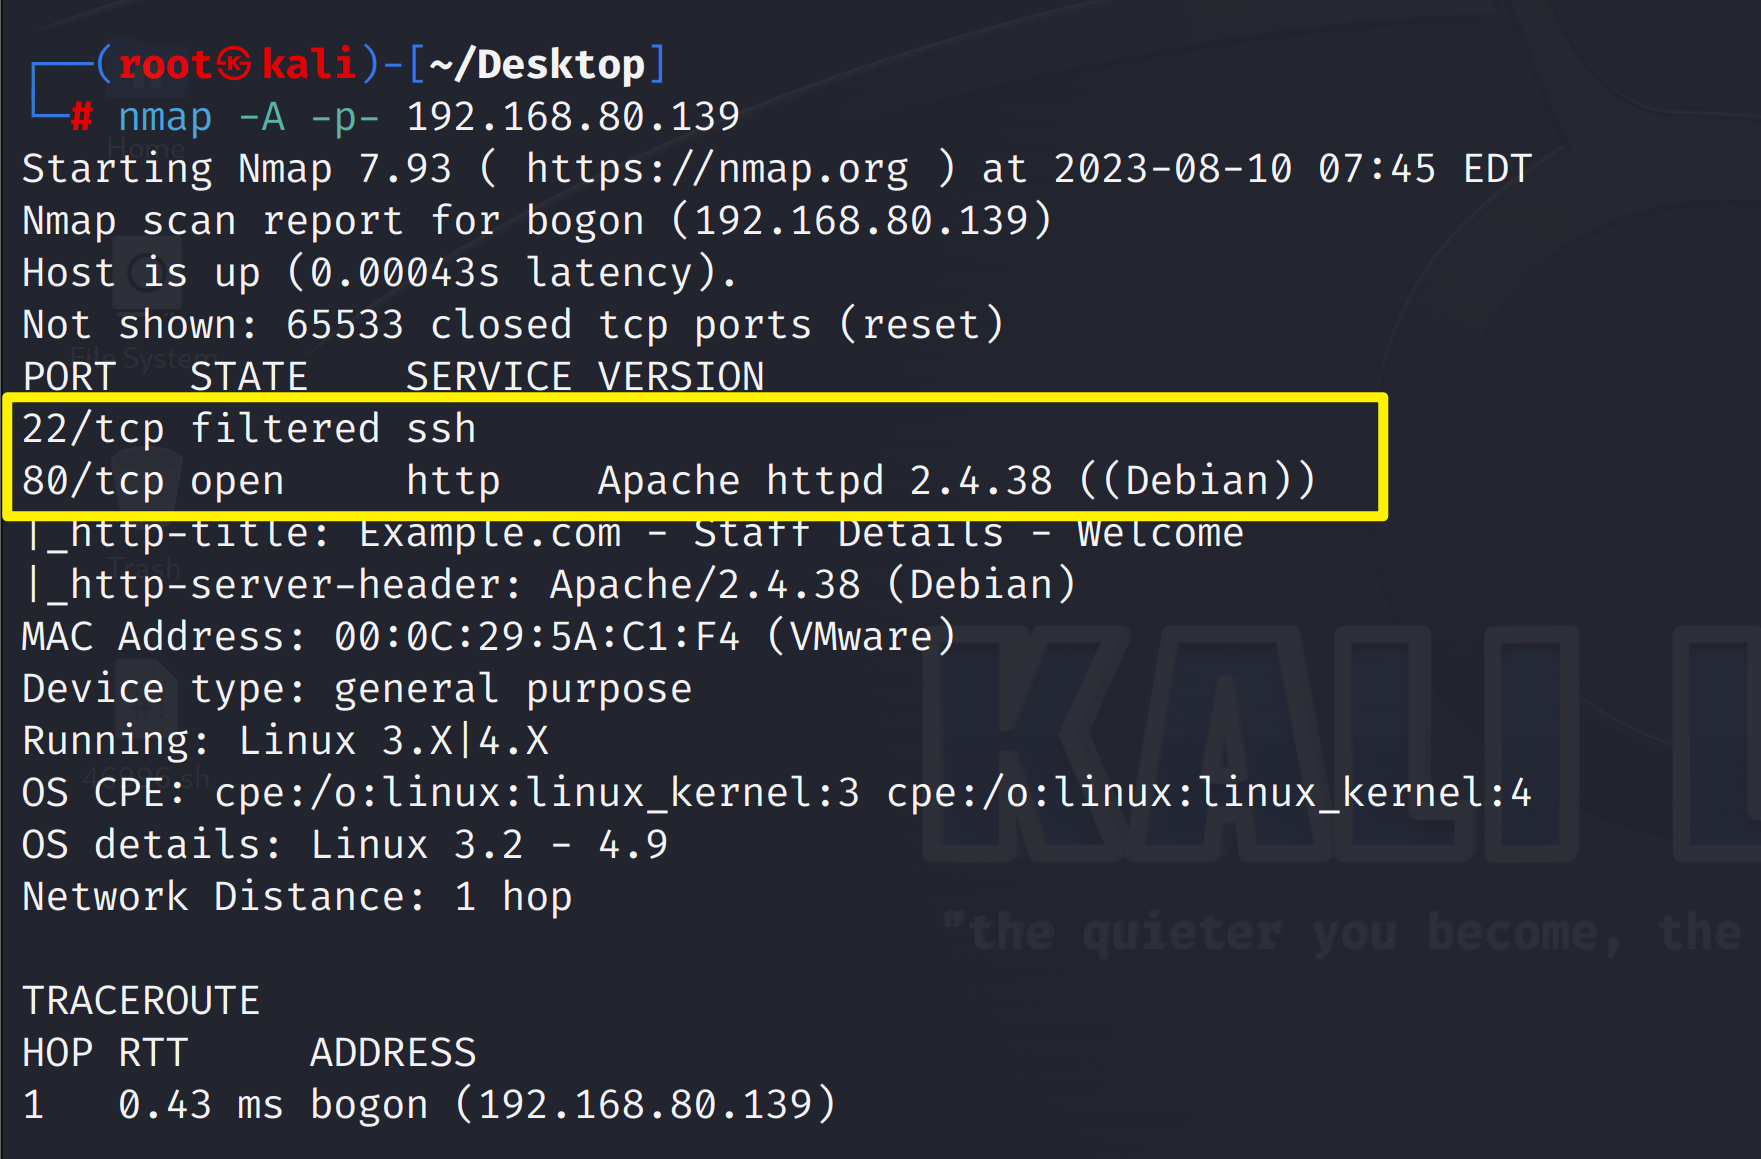 ┌──(root㉿kali)-[~/Desktop]
└─# nmap -A -p- 192.168.80.139
Starting Nmap 7.93 ( https://nmap.org ) at 2023-08-10 07:45 EDT
Nmap scan report for bogon (192.168.80.139)
Host is up (0.00043s latency).
Not shown: 65533 closed tcp ports (reset)
PORT   STATE    SERVICE VERSION
22/tcp filtered ssh
80/tcp open     http    Apache httpd 2.4.38 ((Debian))
|_http-title: Example.com - Staff Details - Welcome
|_http-server-header: Apache/2.4.38 (Debian)
MAC Address: 00:0C:29:5A:C1:F4 (VMware)
Device type: general purpose
Running: Linux 3.X|4.X
OS CPE: cpe:/o:linux:linux_kernel:3 cpe:/o:linux:linux_kernel:4
OS details: Linux 3.2 - 4.9
Network Distance: 1 hop
TRACEROUTE
HOP RTT     ADDRESS
1   0.43 ms bogon (192.168.80.139)
Home
File System
Trash
KALI
"the quieter you become, the